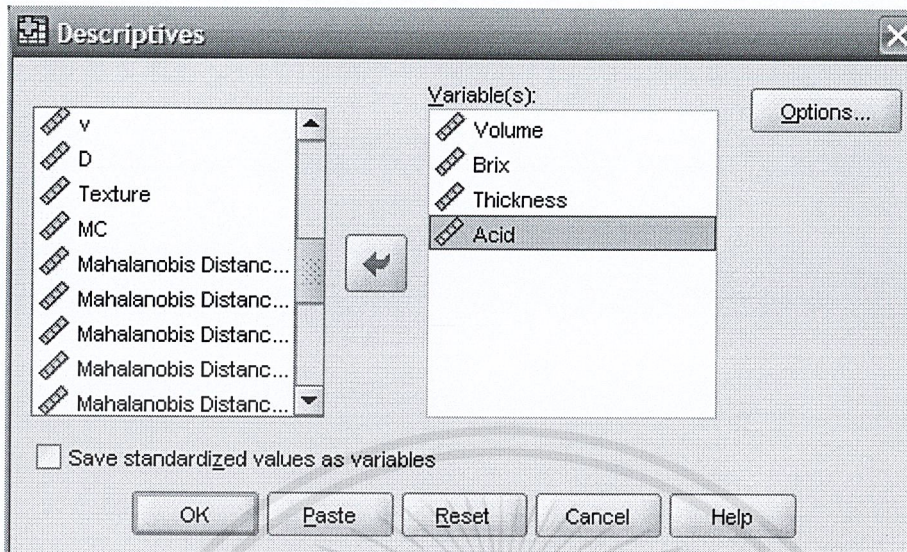 Descriptives
v
D
Texture
MC
Mahalanobis Distanc...
Mahalanobis Distanc...
Mahalanobis Distanc...
Mahalanobis Distanc...
Mahalanobis Distanc...
Variable(s):
Volume
Brix
Thickness
Acid
Options...
Save standardized values as variables
OK
Paste
Reset
Cancel
Help